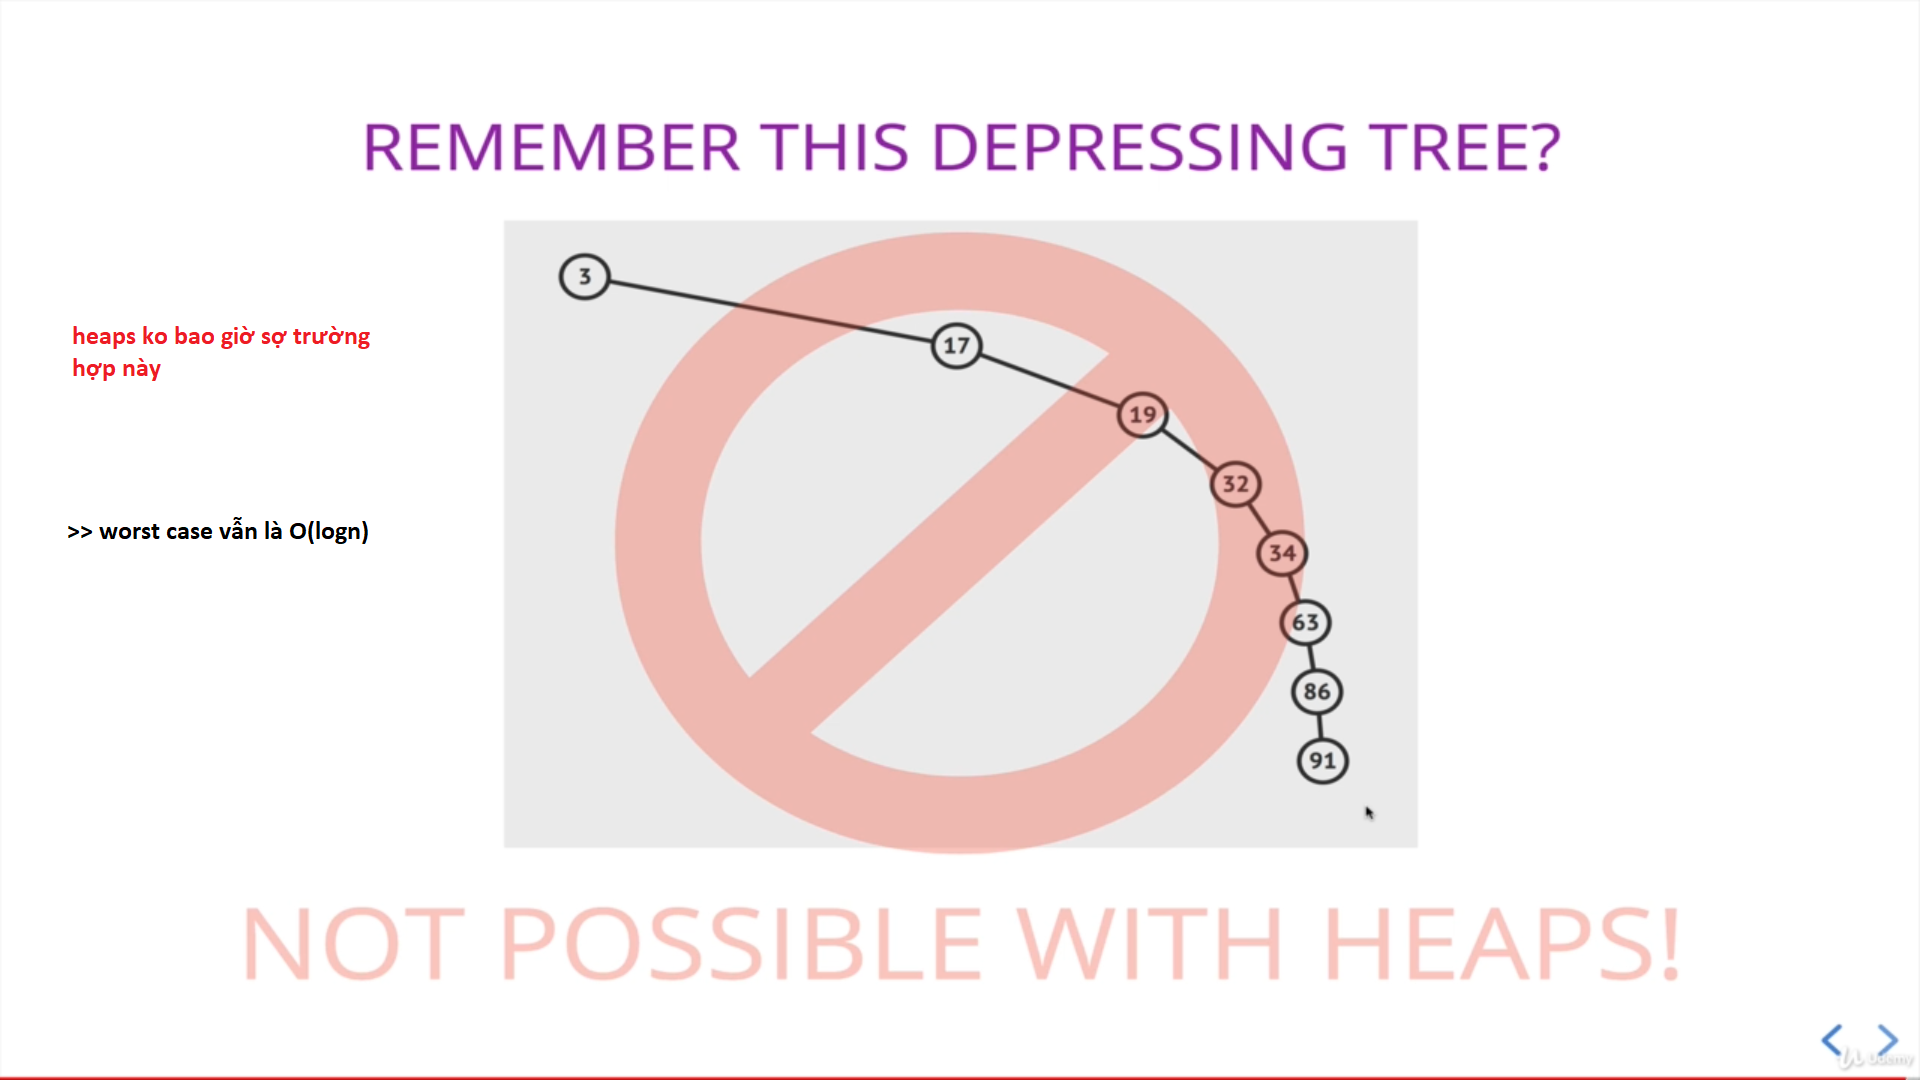 REMEMBER THIS DEPRESSING TREE?
3
17
19
32
34
63
86
91
heaps ko bao giờ sợ trường
hợp này
>> worst case vẫn là O(logn)
NOT POSSIBLE WITH HEAPS!
Udemy